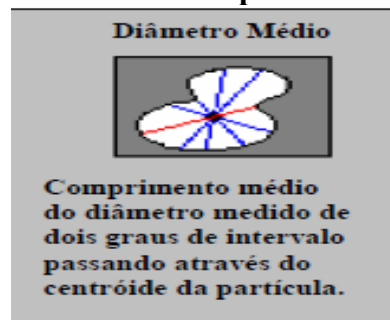 Diâmetro Médio
Comprimento médio
do diâmetro medido de
dois graus de intervalo
passando através do
centróide da partícula.